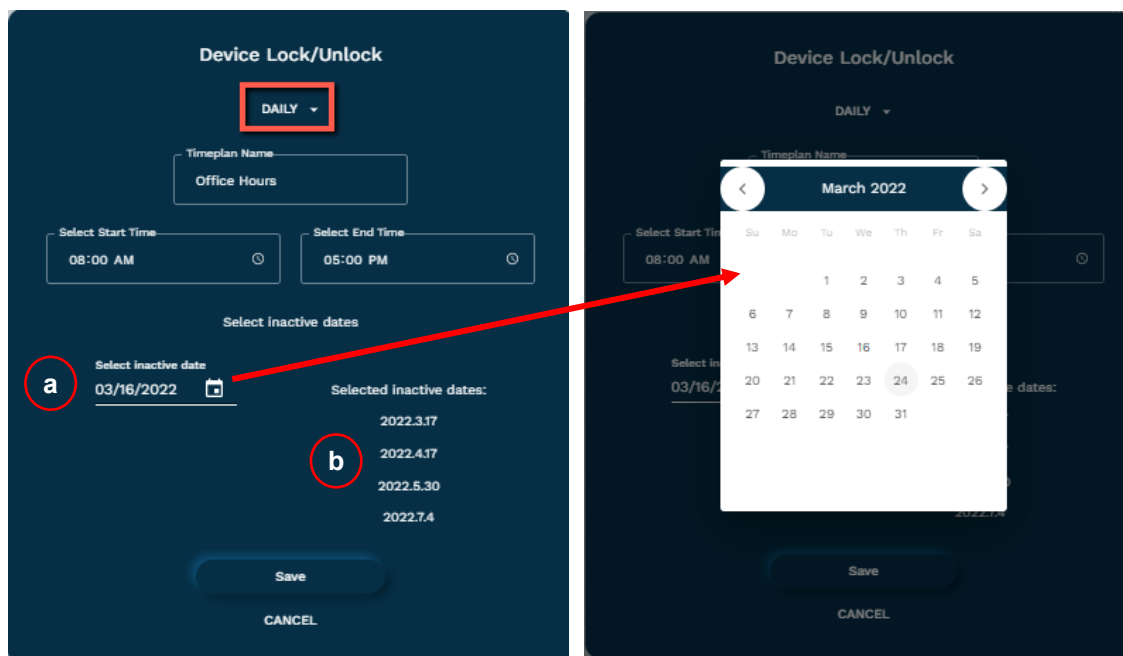 Device Lock/Unlock
DAILY
Timeplan Name
Office Hours
Select Start Time
08:00 AM
Select End Time
05:00 PM
Select inactive dates
a
Select inactive date
03/16/2022
Selected inactive dates:
b
2022.3.17
2022.4.17
2022.5.30
2022.7.4
Save
CANCEL
Device Lock/Unlock
DAILY
Timeplan Name
March 2022
Select Start Tim
08:00 AM
Su Mo Tu We Th Fr Sa
1 2 3 4 5
6 7 8 9 10 11 12
13 14 15 16 17 18 19
20 21 22 23 24 25 26
27 28 29 30 31
Select in
03/16/2
e dates:
2022.7.4
Save
CANCEL